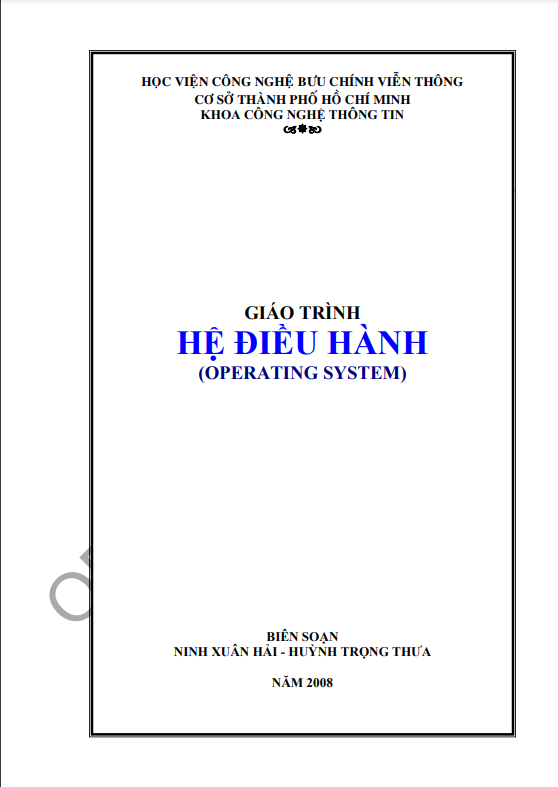 HỌC VIỆN CÔNG NGHỆ BƯU CHÍNH VIỄN THÔNG
CƠ SỞ THÀNH PHỐ HỒ CHÍ MINH
KHOA CÔNG NGHỆ THÔNG TIN
GIÁO TRÌNH
HỆ ĐIỀU HÀNH
(OPERATING SYSTEM)
BIÊN SOẠN
NINH XUÂN HẢI - HUỲNH TRỌNG THƯA
NĂM 2008